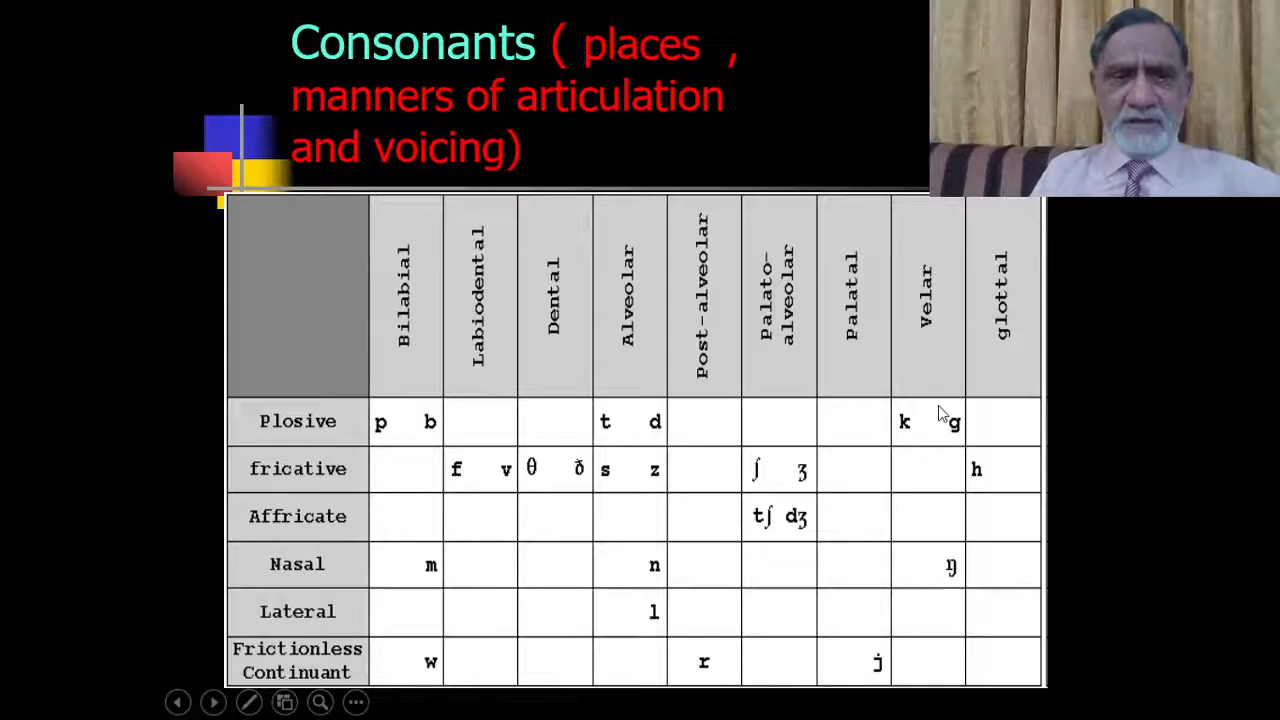 Consonants ( places ,
manners of articulation
and voicing)
Bilabial Labiodental Dental Alveolar Post-alveolar Palato-alveolar Palatal Velar glottal
Plosive p b t d k g
fricative f v θ ð s z ʃ ʒ h
Affricate tʃ dʒ
Nasal m n ŋ
Lateral l
Frictionless
Continuant w r j